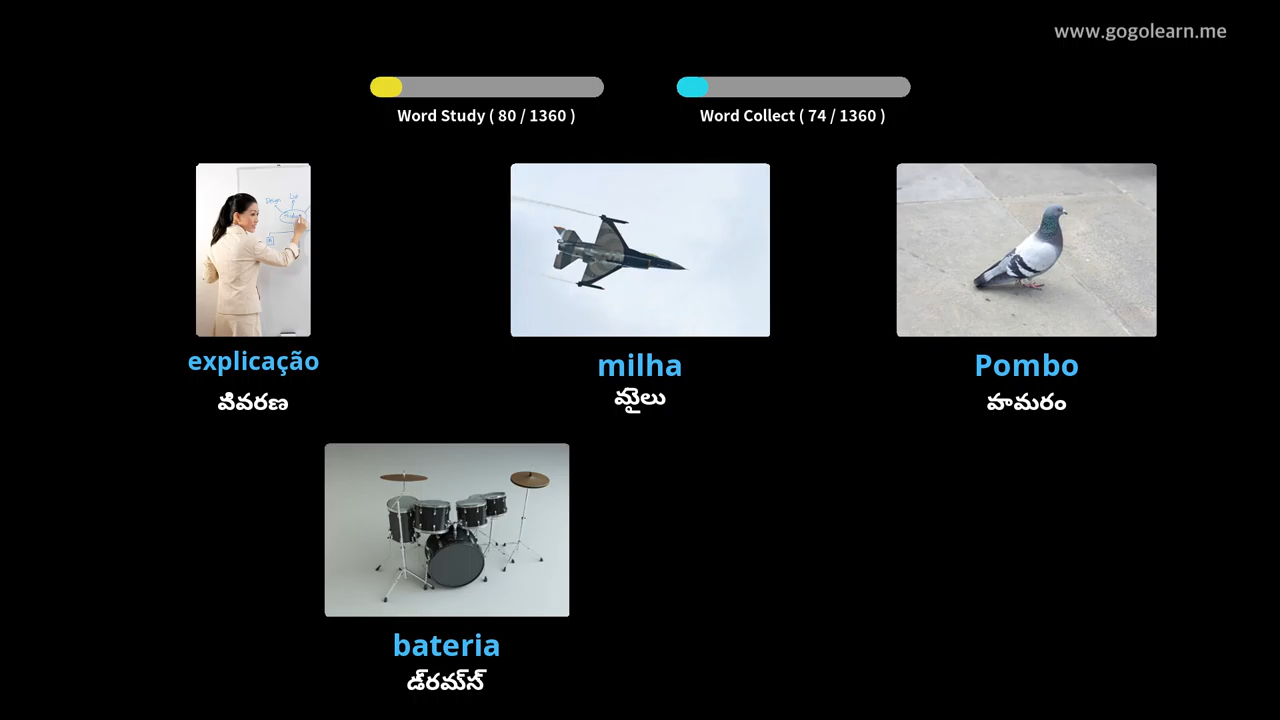 www.gogolearn.me
Word Study ( 80 / 1360 )
Word Collect ( 74 / 1360 )
explicação
milha
Pombo
వివరణ
మైలు
పావురం
bateria
డ్రమ్స్